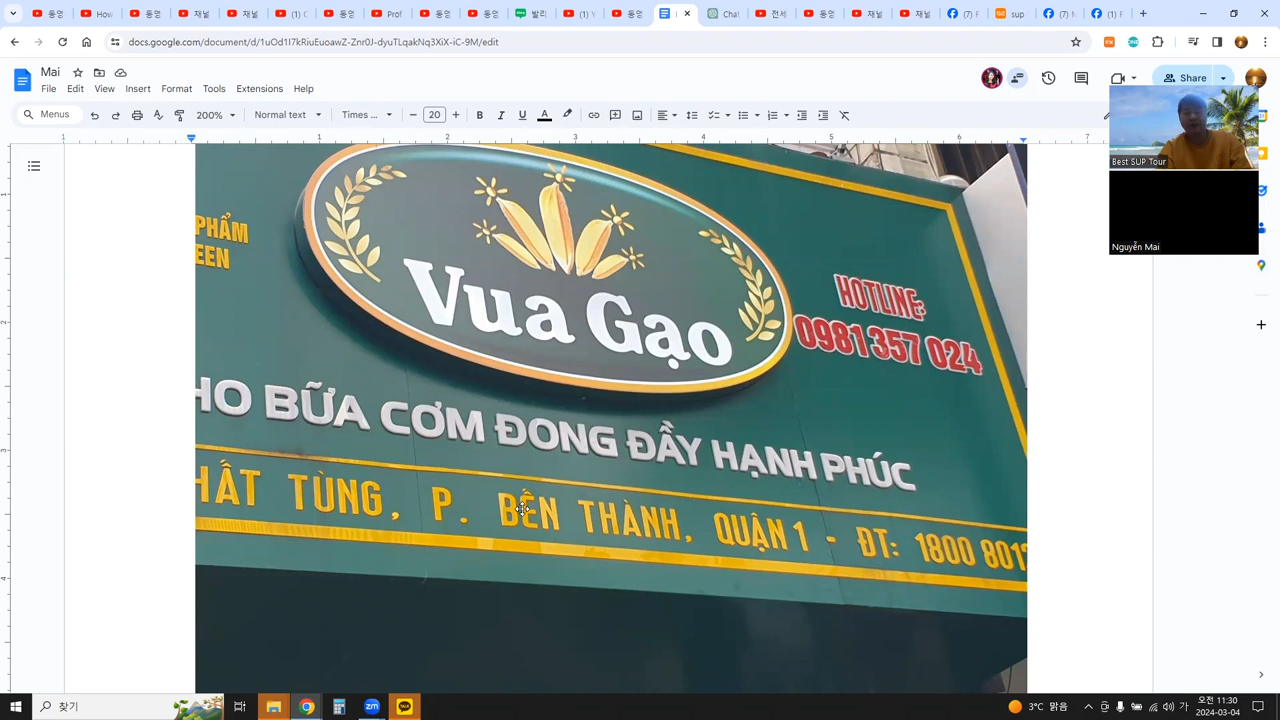 docs.google.com/document/d/1uOd1I7kRiuEuoawZ-Znr0J-dyuTLqakNq3XiX-iC-9M/edit
Mai
File Edit View Insert Format Tools Extensions Help
Share
Menus
200%
Normal text
Times ...
20
Best SUP Tour
Nguyễn Mai
PHẨM
EEN
Vua Gạo
HOTLINE:
0981 357 024
HO BỮA CƠM ĐONG ĐẦY HẠNH PHÚC
HẤT TÙNG, P. BẾN THÀNH, QUẬN 1 - ĐT: 1800 801
찾기
3°C 맑음
가
오전 11:30
2024-03-04